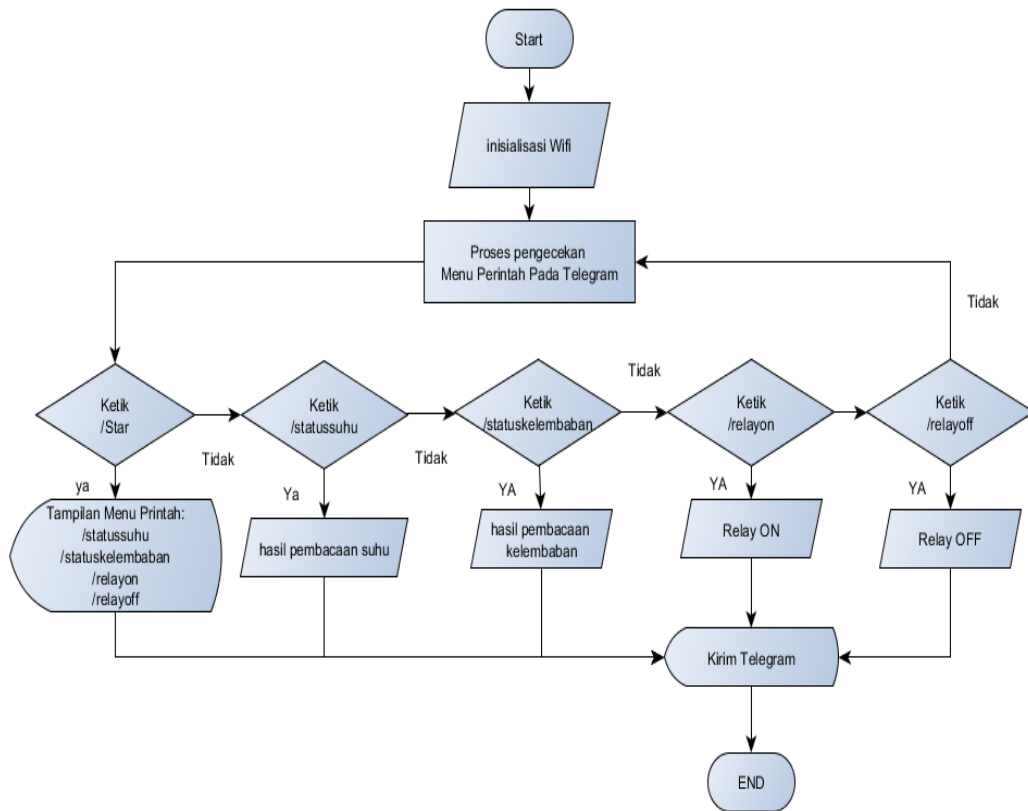 Start
inisialisasi Wifi
Proses pengecekan
Menu Perintah Pada Telegram
Tidak
Ketik
/Star
Tidak
Ketik
/statussuhu
Tidak
Ketik
/statuskelembaban
Tidak
Ketik
/relayon
Ketik
/relayoff
ya
Ya
YA
YA
YA
Tampilan Menu Printah:
/statussuhu
/statuskelembaban
/relayon
/relayoff
hasil pembacaan suhu
hasil pembacaan
kelembaban
Relay ON
Relay OFF
Kirim Telegram
END